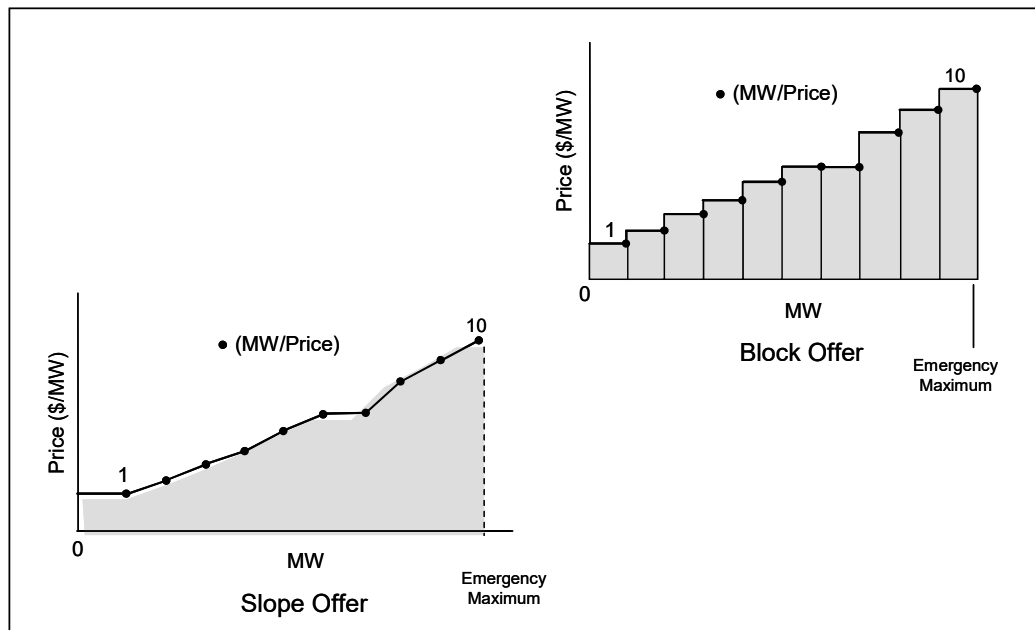 10
(MW/Price)
Price ($/MW)
1
0
MW
Block Offer
Emergency
Maximum
10
(MW/Price)
Price ($/MW)
1
0
MW
Emergency
Maximum
Slope Offer